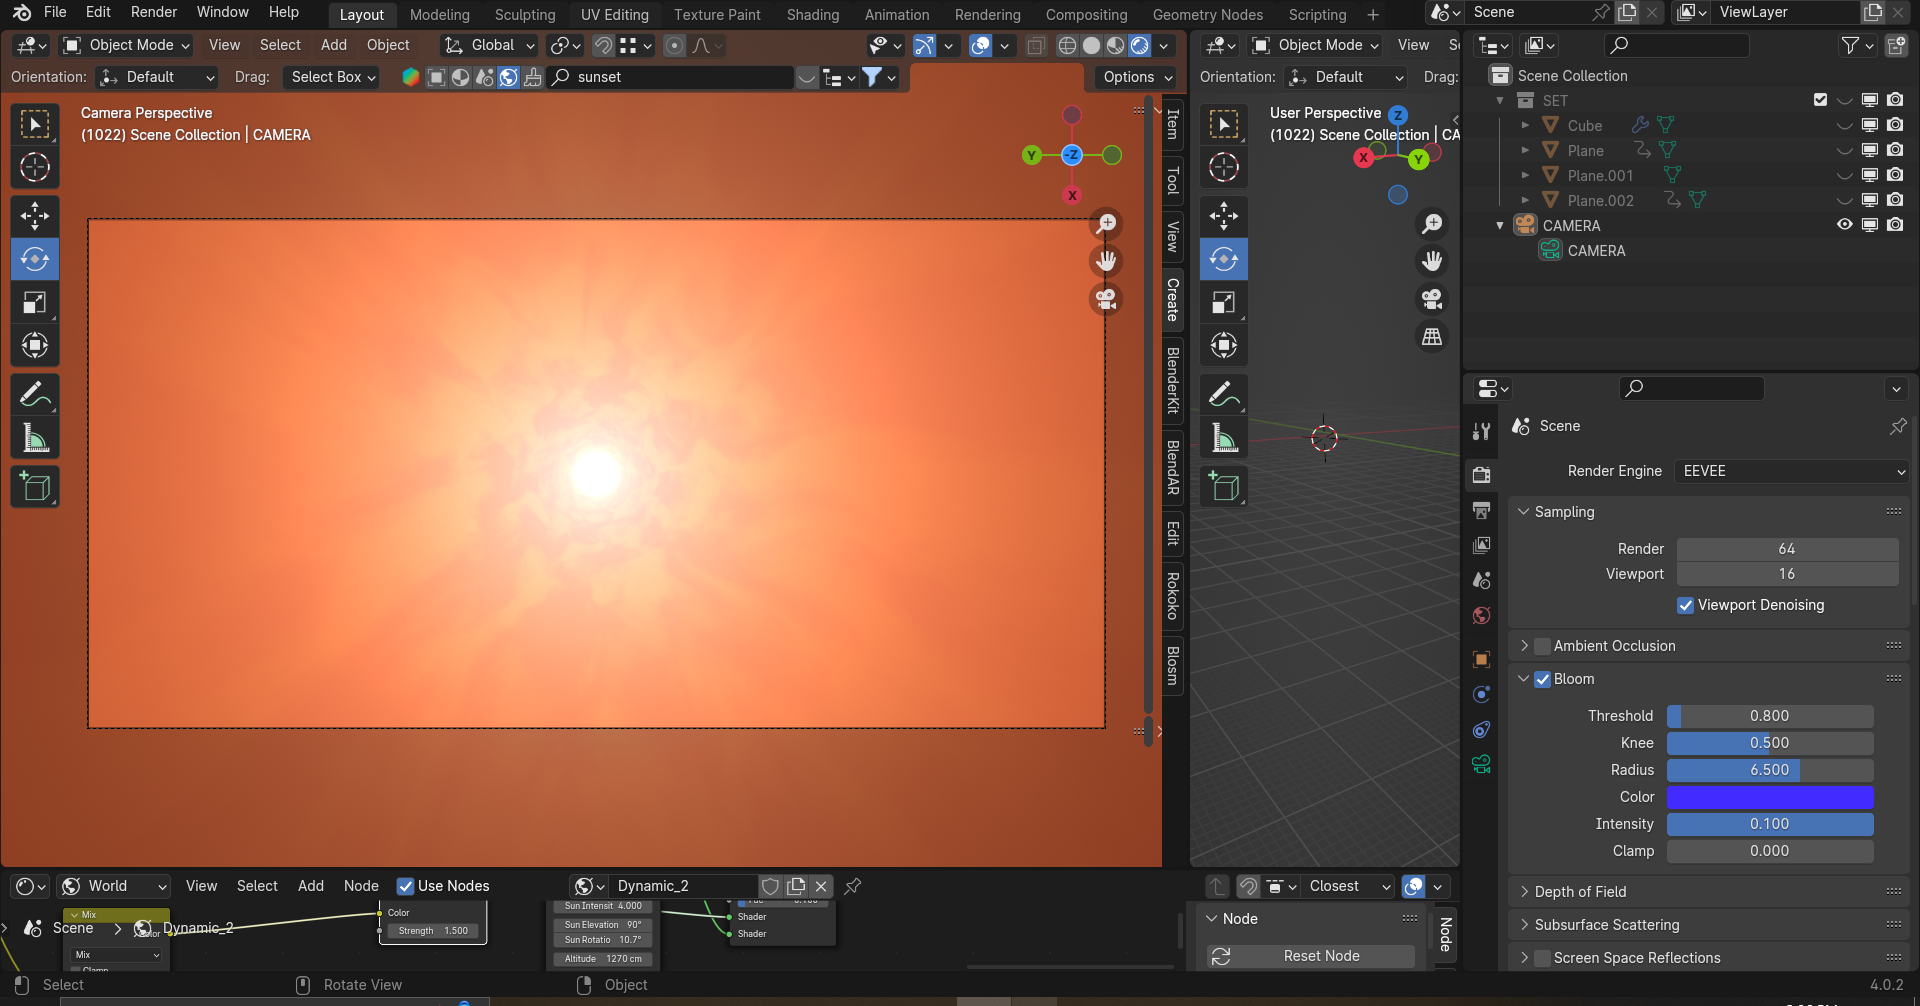 File Edit Render Window Help Layout Modeling Sculpting UV Editing Texture Paint Shading Animation Rendering Compositing Geometry Nodes Scripting + Scene ViewLayer
Object Mode View Select Add Object Global Object Mode View
Orientation: Default Drag: Select Box sunset Options Orientation: Default Drag:
Camera Perspective
(1022) Scene Collection | CAMERA
Y -Z
X
Item
Tool
View
Create
BlenderKit
BlendAR
Edit
Rokoko
Blosm
User Perspective
(1022) Scene Collection | CA
Z
X Y
Scene Collection
SET
Cube
Plane
Plane.001
Plane.002
CAMERA
CAMERA
Scene
Render Engine EEVEE
Sampling
Render 64
Viewport 16
Viewport Denoising
Ambient Occlusion
Bloom
Threshold 0.800
Knee 0.500
Radius 6.500
Color
Intensity 0.100
Clamp 0.000
Depth of Field
Subsurface Scattering
Screen Space Reflections
World View Select Add Node Use Nodes Dynamic_2 Closest
Mix
Scene Dynamic_2
Color
Mix
Color
Strength 1.500
Sun Intensit 4.000
Sun Elevation 90°
Sun Rotatio 10.7°
Altitude 1270 cm
Shader
Shader
Node
Reset Node
Node
Select Rotate View Object 4.0.2